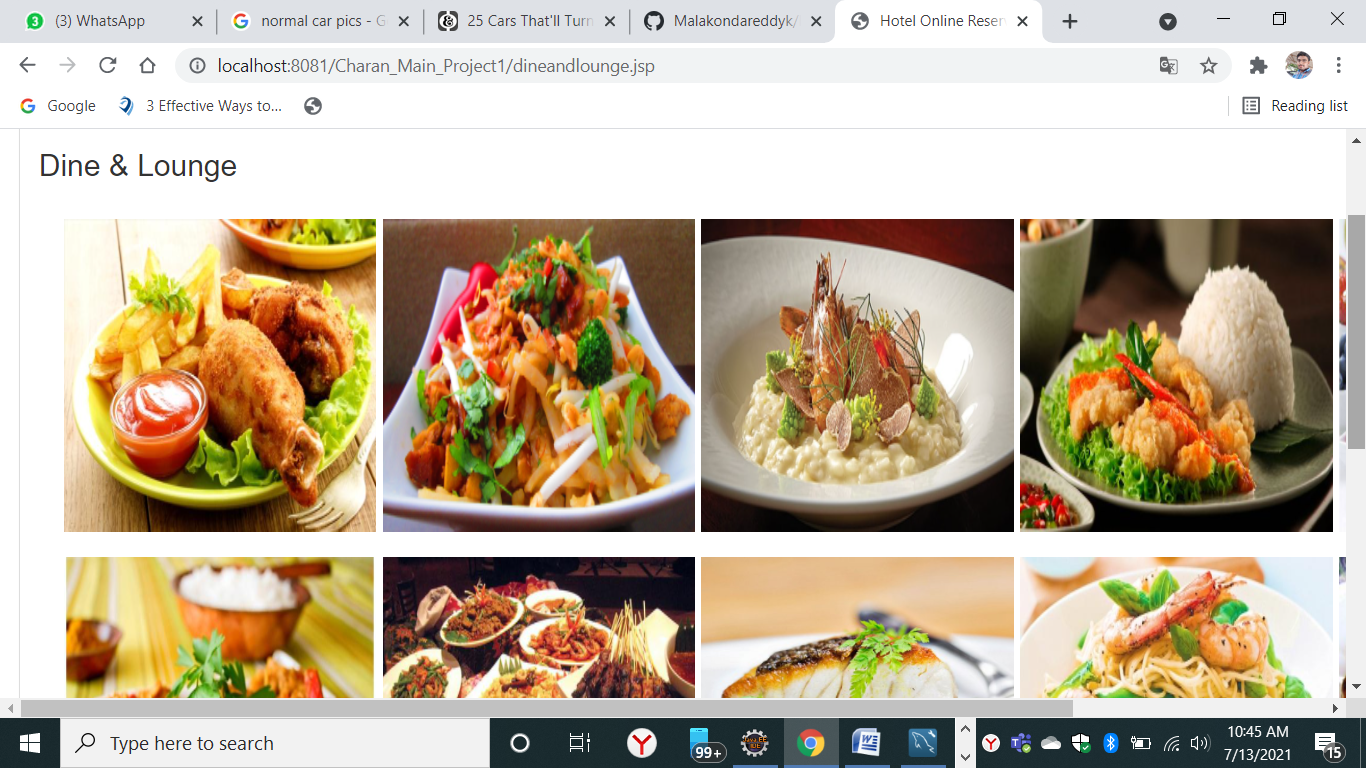 3 (3) WhatsApp
normal car pics - G
25 Cars That'll Turn
Malakondareddyk/
Hotel Online Reser
localhost:8081/Charan_Main_Project1/dineandlounge.jsp
Google
3 Effective Ways to...
Reading list
Dine & Lounge
Type here to search
99+
10:45 AM
7/13/2021
15